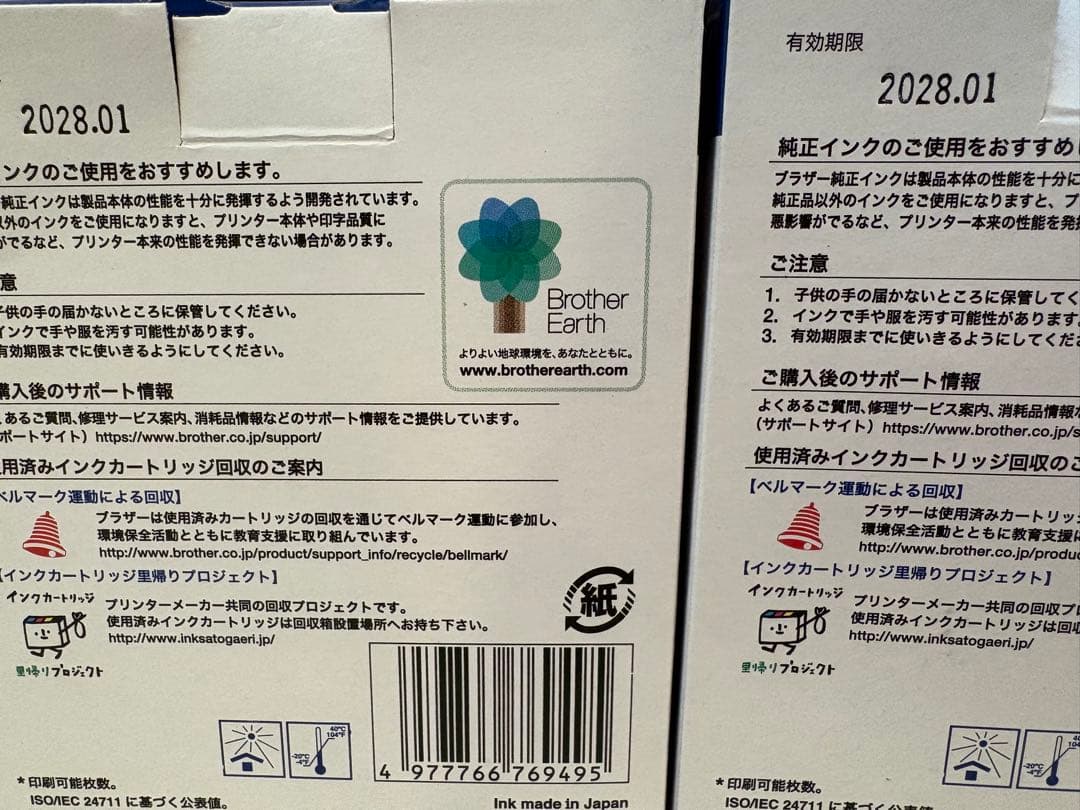 2028.01
ンクのご使用をおすすめします。
純正インクは製品本体の性能を十分に発揮するよう開発されています。
以外のインクをご使用になりますと、プリンター本体や印字品質に
がでるなど、プリンター本来の性能を発揮できない場合があります。
意
子供の手の届かないところに保管してください。
インクで手や服を汚す可能性があります。
有効期限までに使いきるようにしてください。
Brother
Earth
よりよい地球環境を、あなたとともに。
www.brotherearth.com
購入後のサポート情報
くあるご質問、修理サービス案内、消耗品情報などのサポート情報をご提供しています。
ポートサイト）https://www.brother.co.jp/support/
用済みインクカートリッジ回収のご案内
ベルマーク運動による回収】
ブラザーは使用済みカートリッジの回収を通じてベルマーク運動に参加し、
環境保全活動とともに教育支援に取り組んでいます。
http://www.brother.co.jp/product/support_info/recycle/bellmark/
【インクカートリッジ里帰りプロジェクト】
インクカートリッジ
里帰りプロジェクト
プリンターメーカー共同の回収プロジェクトです。
使用済みインクカートリッジは回収箱設置場所へお持ち下さい。
http://www.inksatogaeri.jp/
紙
40℃
104℉
-20℃
-4℉
4 977766 769495
*印刷可能枚数。
ISO/IEC 24711 に基づく公表値。
Ink made in Japan
有効期限
2028.01
純正インクのご使用をおすすめ
ブラザー純正インクは製品本体の性能を十分に
純正品以外のインクをご使用になりますと、プ
悪影響がでるなど、プリンター本来の性能を発
ご注意
1. 子供の手の届かないところに保管してく
2. インクで手や服を汚す可能性があります
3. 有効期限までに使いきるようにしてくだ
ご購入後のサポート情報
よくあるご質問、修理サービス案内、消耗品情報
（サポートサイト）https://www.brother.co.jp/s
使用済みインクカートリッジ回収のご
【ベルマーク運動による回収】
ブラザーは使用済みカートリッジ
環境保全活動とともに教育支援に
http://www.brother.co.jp/produc
【インクカートリッジ里帰りプロジェクト】
インクカートリッジ
里帰りプロジェクト
プリンターメーカー共同の回収プ
使用済みインクカートリッジは回収
http://www.inksatogaeri.jp/
-20℃
-4℉
*印刷可能枚数。
ISO/IEC 24711 に基づく公表値。